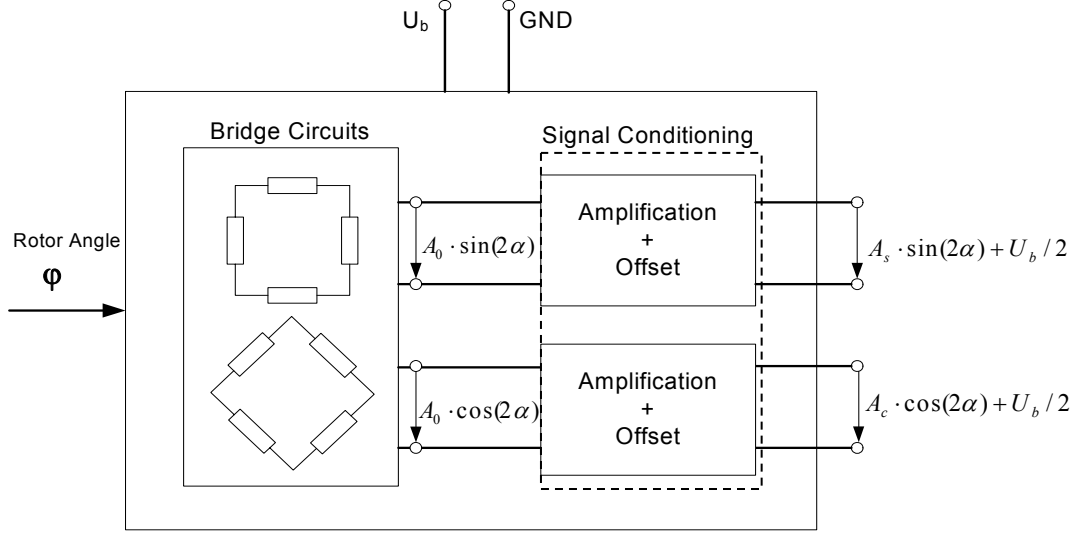 U_b GND
Bridge Circuits
Signal Conditioning
Rotor Angle
φ
A_0 · sin(2α)
Amplification
+
Offset
A_s · sin(2α) + U_b / 2
A_0 · cos(2α)
Amplification
+
Offset
A_c · cos(2α) + U_b / 2